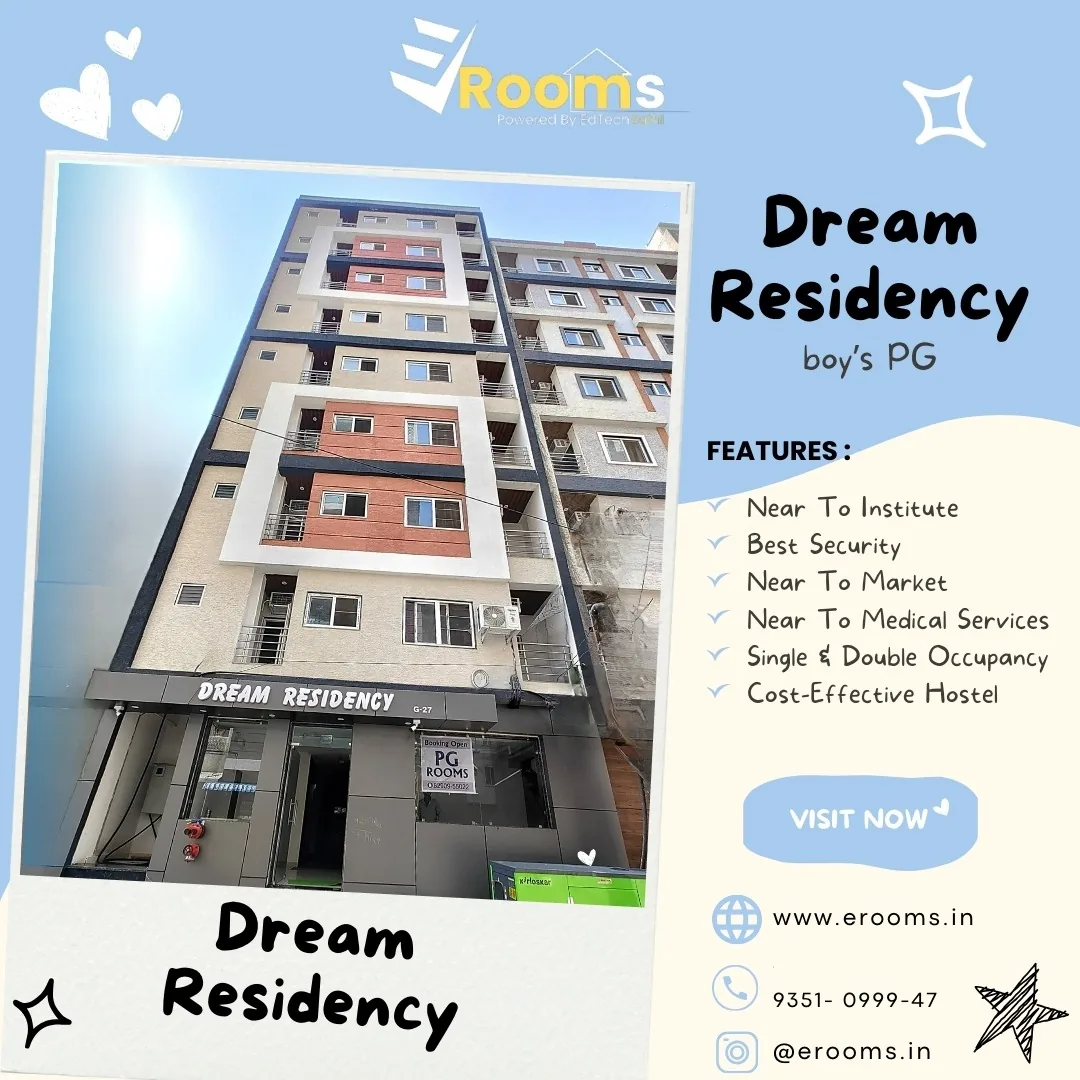 ERooms
Powered By EdTech
Dream
Residency
boy's PG
FEATURES :
Near To Institute
Best Security
Near To Market
Near To Medical Services
Single & Double Occupancy
Cost-Effective Hostel
VISIT NOW
www.erooms.in
9351- 0999-47
@erooms.in
DREAM RESIDENCY
G-27
Booking Open
PG
ROOMS
kirloskar
Dream
Residency